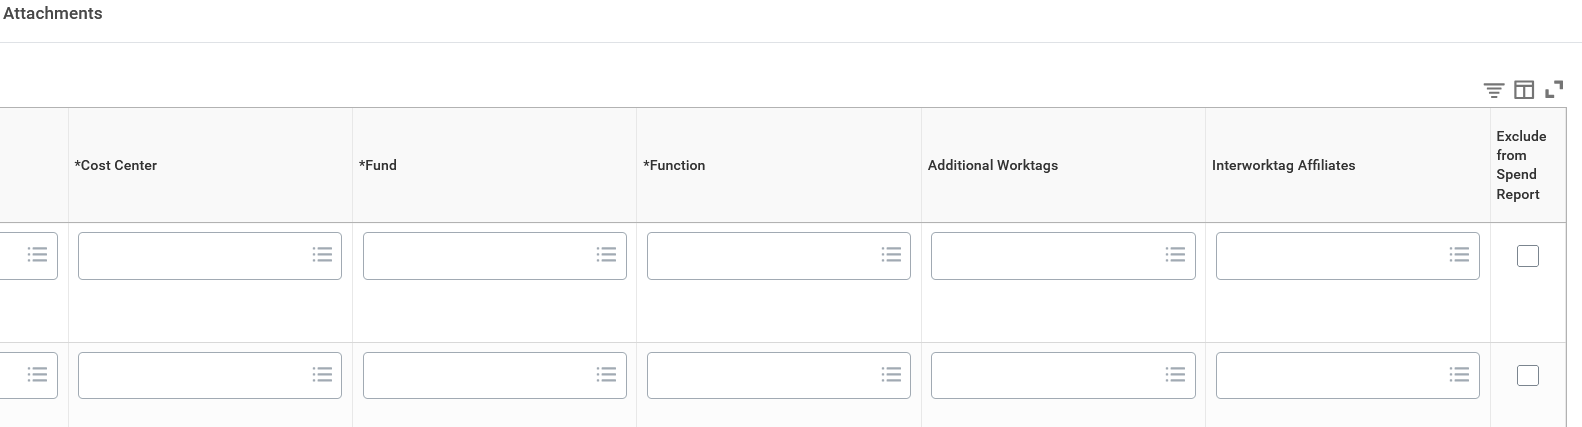 Attachments
*Cost Center
*Fund
*Function
Additional Worktags
Interworktag Affiliates
Exclude
from
Spend
Report